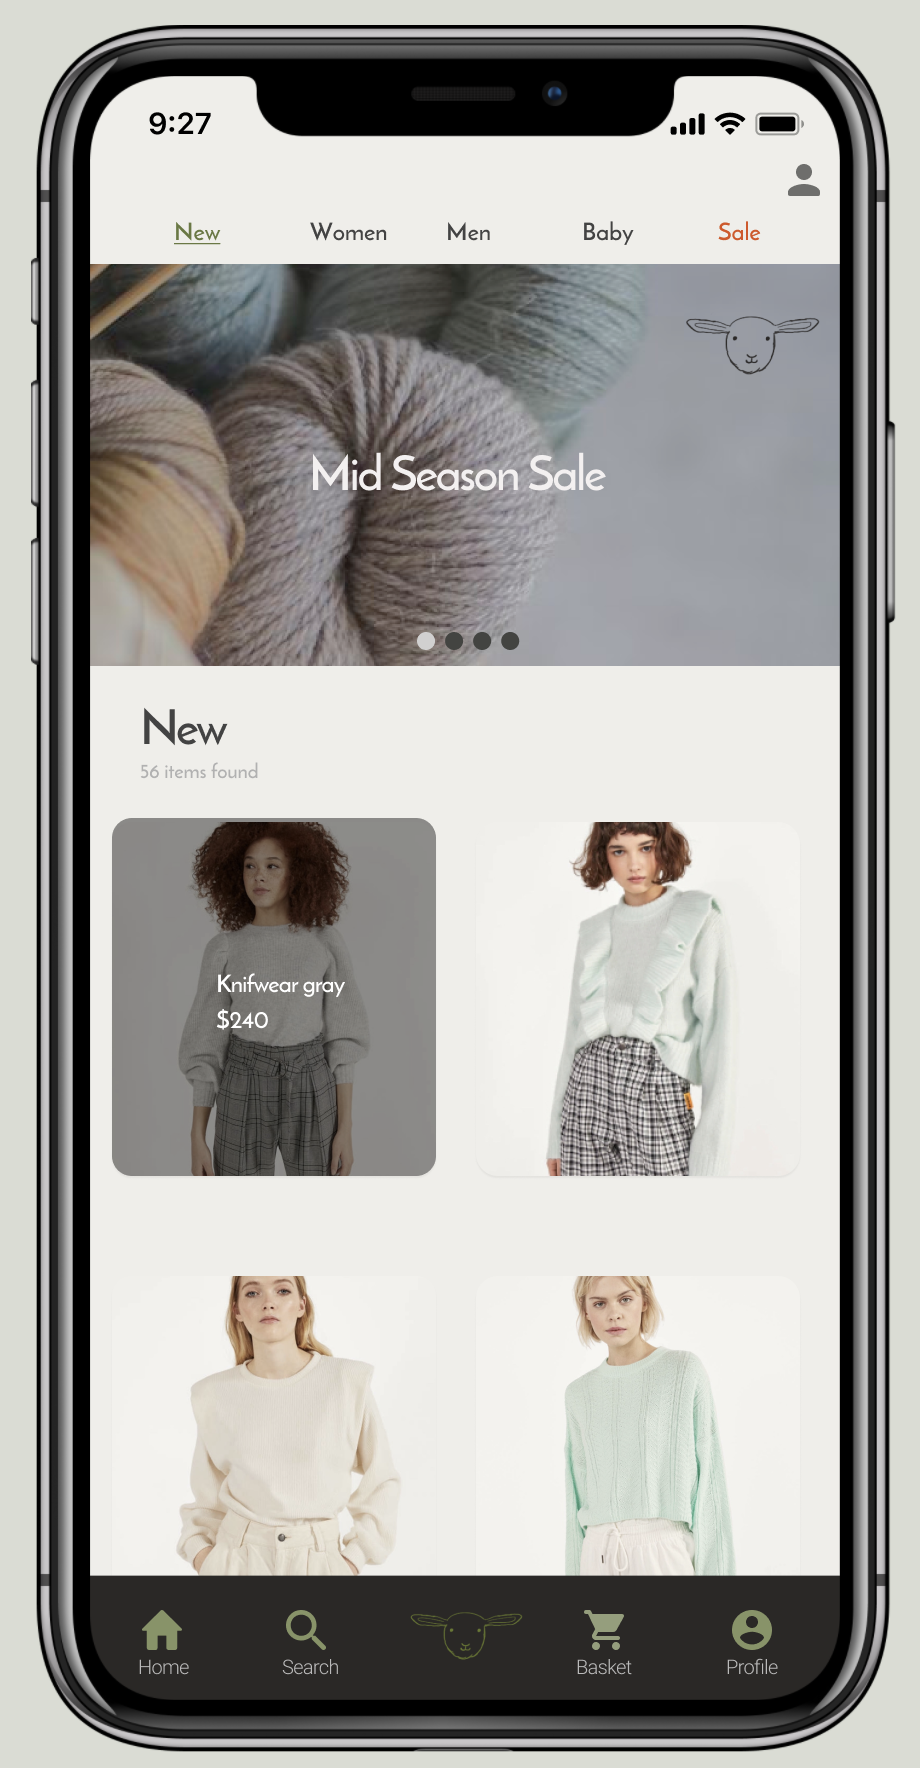 9:27
New Women Men Baby Sale
Mid Season Sale
New
56 items found
Knifwear gray
$240
Home Search Basket Profile